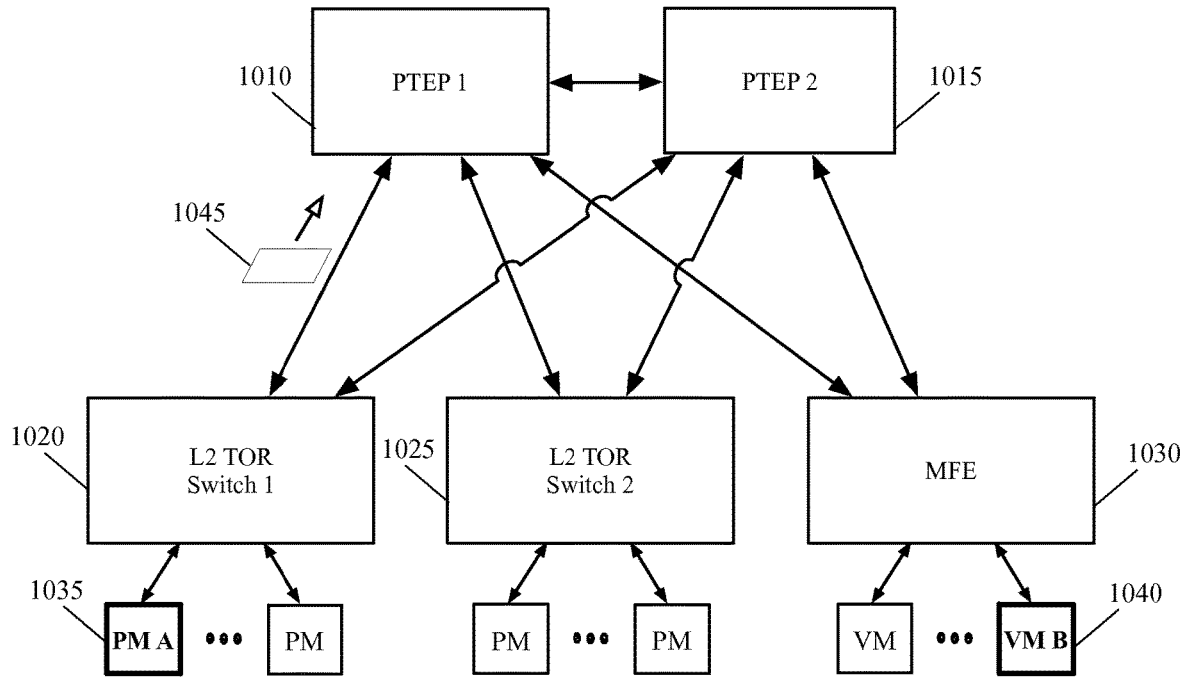 1010
PTEP 1
PTEP 2
1015
1045
1020
L2 TOR
Switch 1
1025
L2 TOR
Switch 2
MFE
1030
1035
PM A
PM
PM
PM
VM
VM B
1040